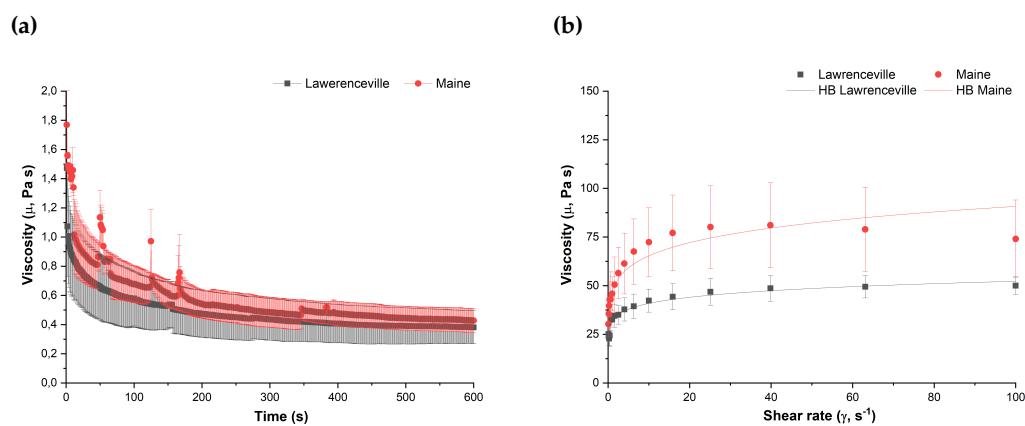 (a)
(b)
Lawerenceville Maine
2,0
1,8
1,6
1,4
1,2
1,0
0,8
0,6
0,4
0,2
0,0
Viscosity (μ, Pa s)
0 100 200 300 400 500 600
Time (s)
Lawrenceville Maine
HB Lawrenceville HB Maine
150
125
100
75
50
25
0
Viscosity (μ, Pa s)
0 20 40 60 80 100
Shear rate (γ, s⁻¹)